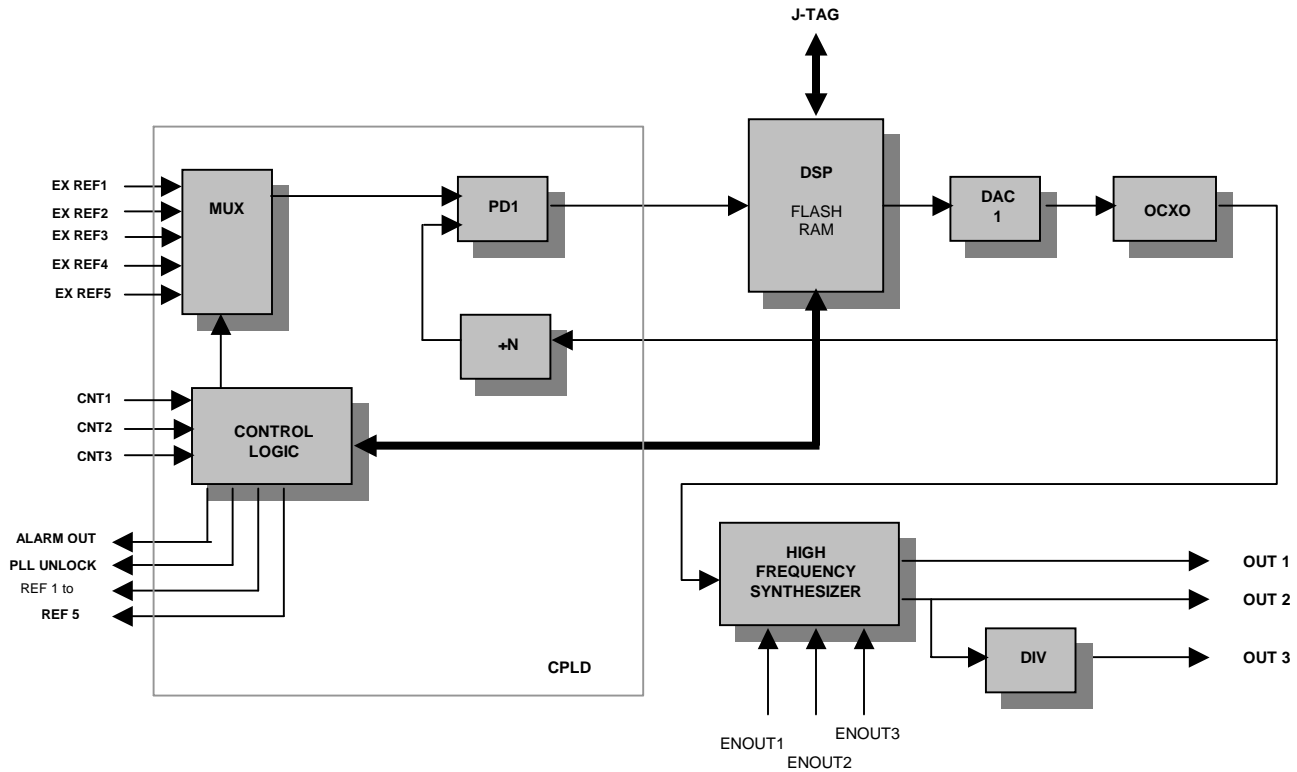 J-TAG
EX REF1
EX REF2
EX REF3
EX REF4
EX REF5
MUX
PD1
DSP
FLASH
RAM
DAC
1
OCXO
÷N
CNT1
CNT2
CNT3
CONTROL
LOGIC
ALARM OUT
PLL UNLOCK
REF 1 to
REF 5
CPLD
HIGH
FREQUENCY
SYNTHESIZER
OUT 1
OUT 2
DIV
OUT 3
ENOUT1
ENOUT2
ENOUT3